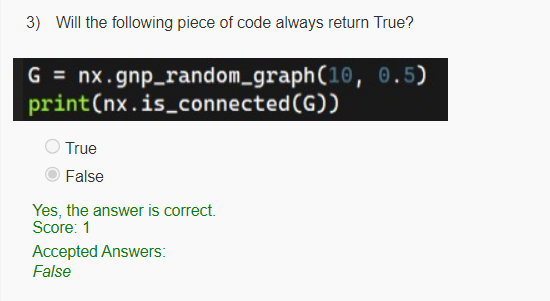 3) Will the following piece of code always return True?
G = nx.gnp_random_graph(10, 0.5)
print(nx.is_connected(G))
True
False
Yes, the answer is correct.
Score: 1
Accepted Answers:
False